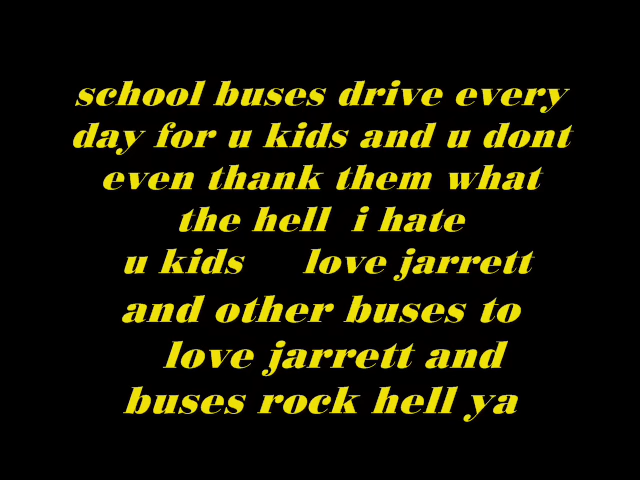 school buses drive every
day for u kids and u dont
even thank them what
the hell  i hate
u kids      love jarrett
and other buses to
love jarrett and
buses rock hell ya